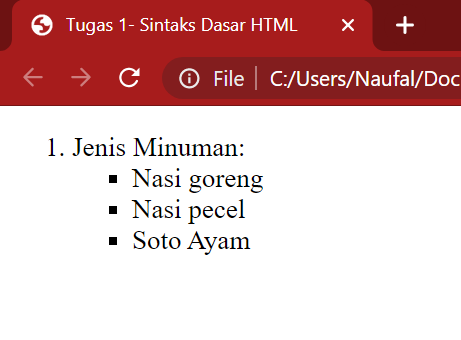 Tugas 1- Sintaks Dasar HTML
File | C:/Users/Naufal/Doc
1. Jenis Minuman:
Nasi goreng
Nasi pecel
Soto Ayam